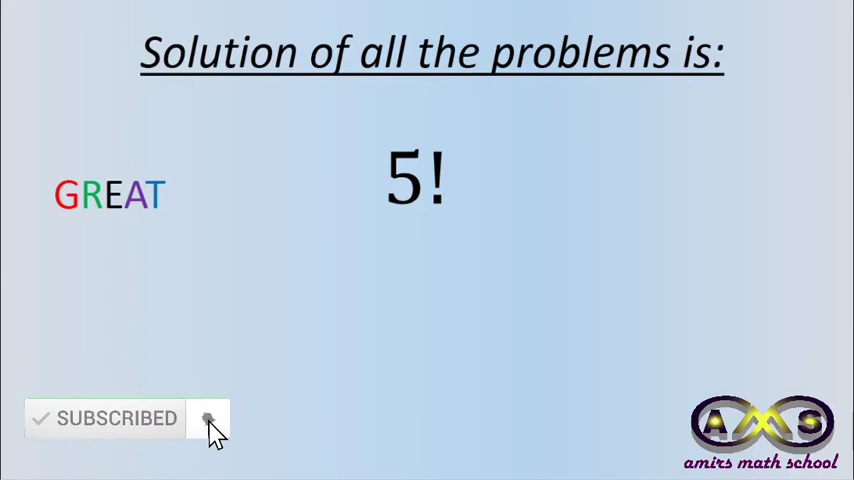 Solution of all the problems is:
5!
GREAT
SUBSCRIBED
AMS
amirs math school